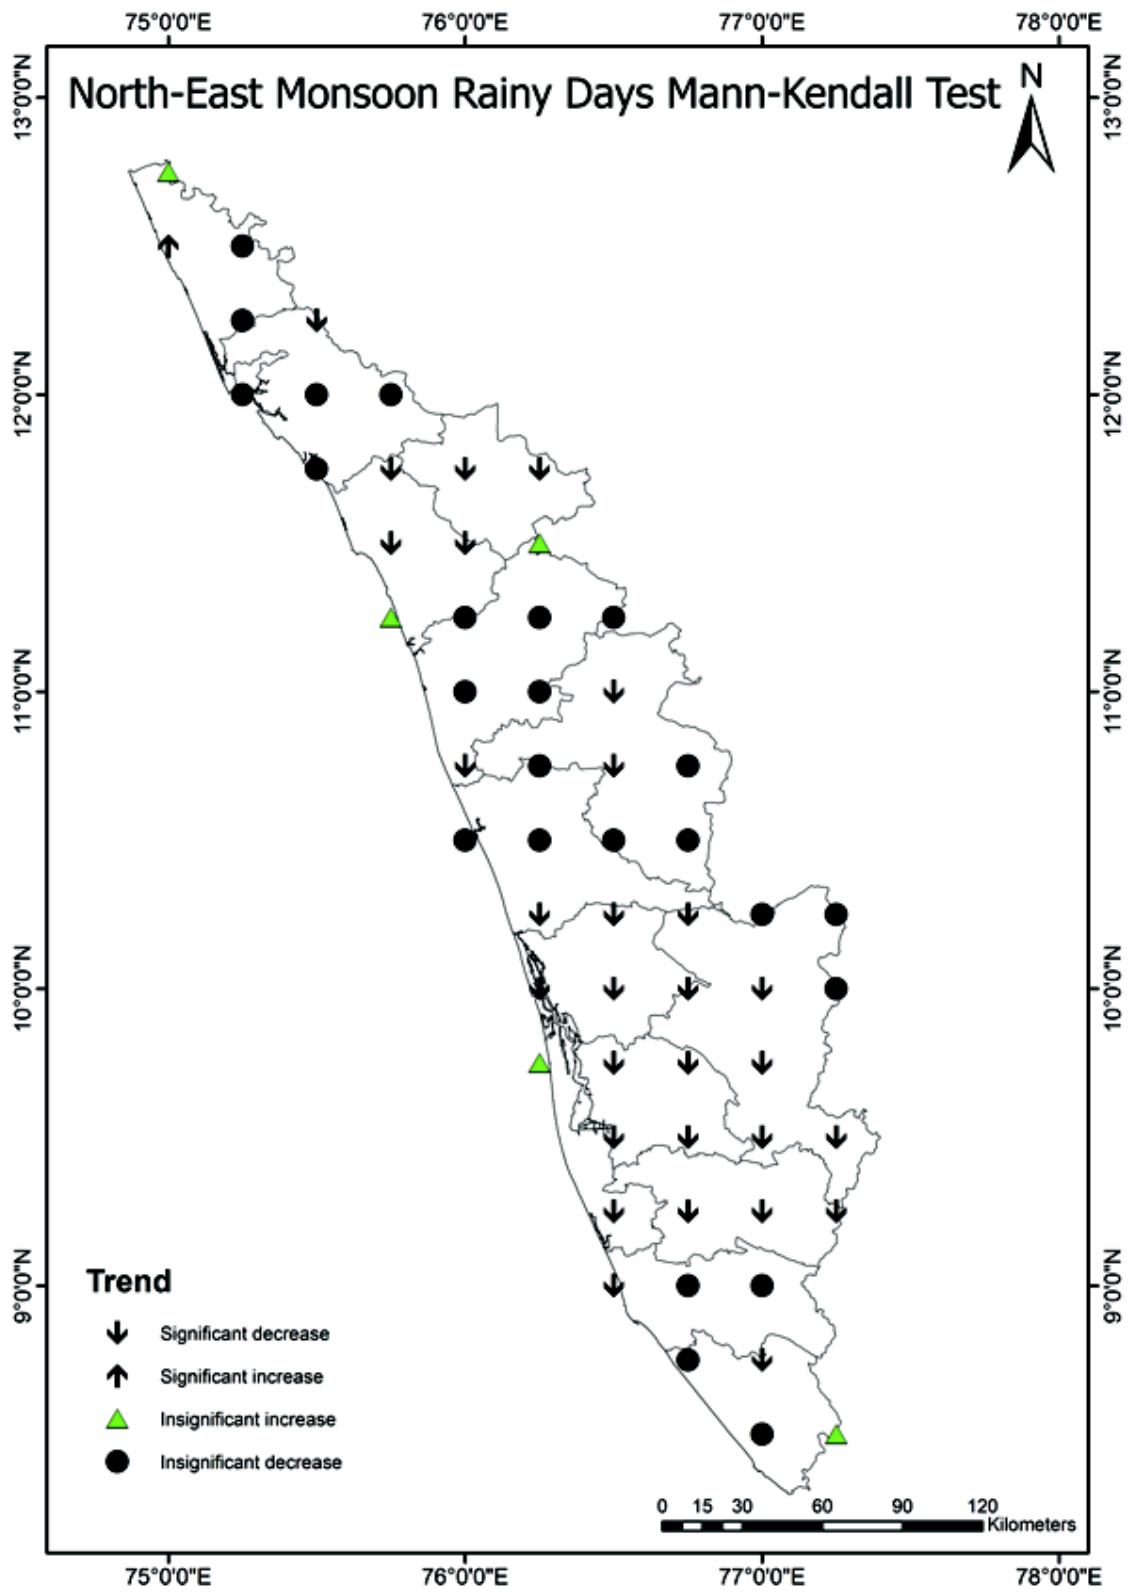 75°0'0"E 76°0'0"E 77°0'0"E 78°0'0"E
North-East Monsoon Rainy Days Mann-Kendall Test
N
13°0'0"N 13°0'0"N
12°0'0"N 12°0'0"N
11°0'0"N 11°0'0"N
10°0'0"N 10°0'0"N
9°0'0"N 9°0'0"N
Trend
Significant decrease
Significant increase
Insignificant increase
Insignificant decrease
0 15 30 60 90 120
Kilometers
75°0'0"E 76°0'0"E 77°0'0"E 78°0'0"E